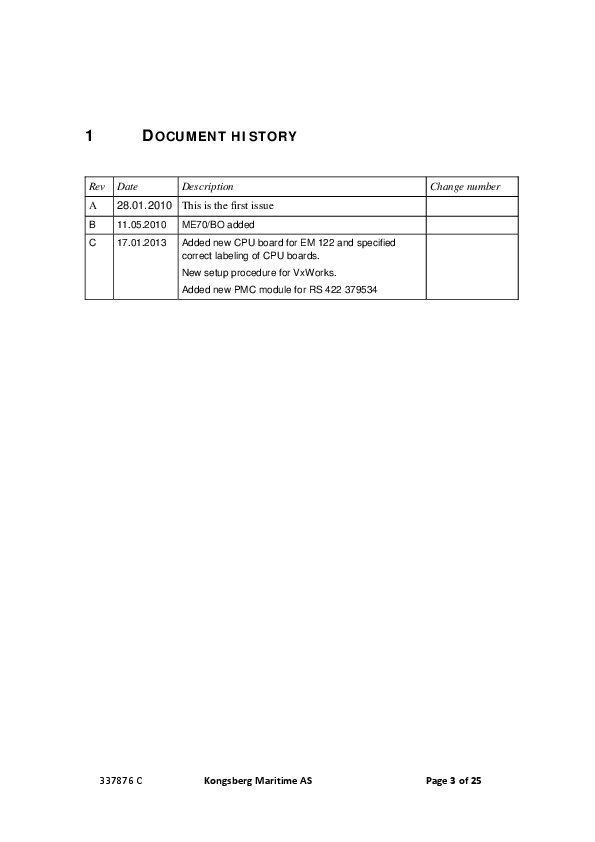 1 DOCUMENT HISTORY
Rev Date Description Change number
A 28.01.2010 This is the first issue
B 11.05.2010 ME70/BO added
C 17.01.2013 Added new CPU board for EM 122 and specified
correct labeling of CPU boards.
New setup procedure for VxWorks.
Added new PMC module for RS 422 379534
337876 C Kongsberg Maritime AS Page 3 of 25